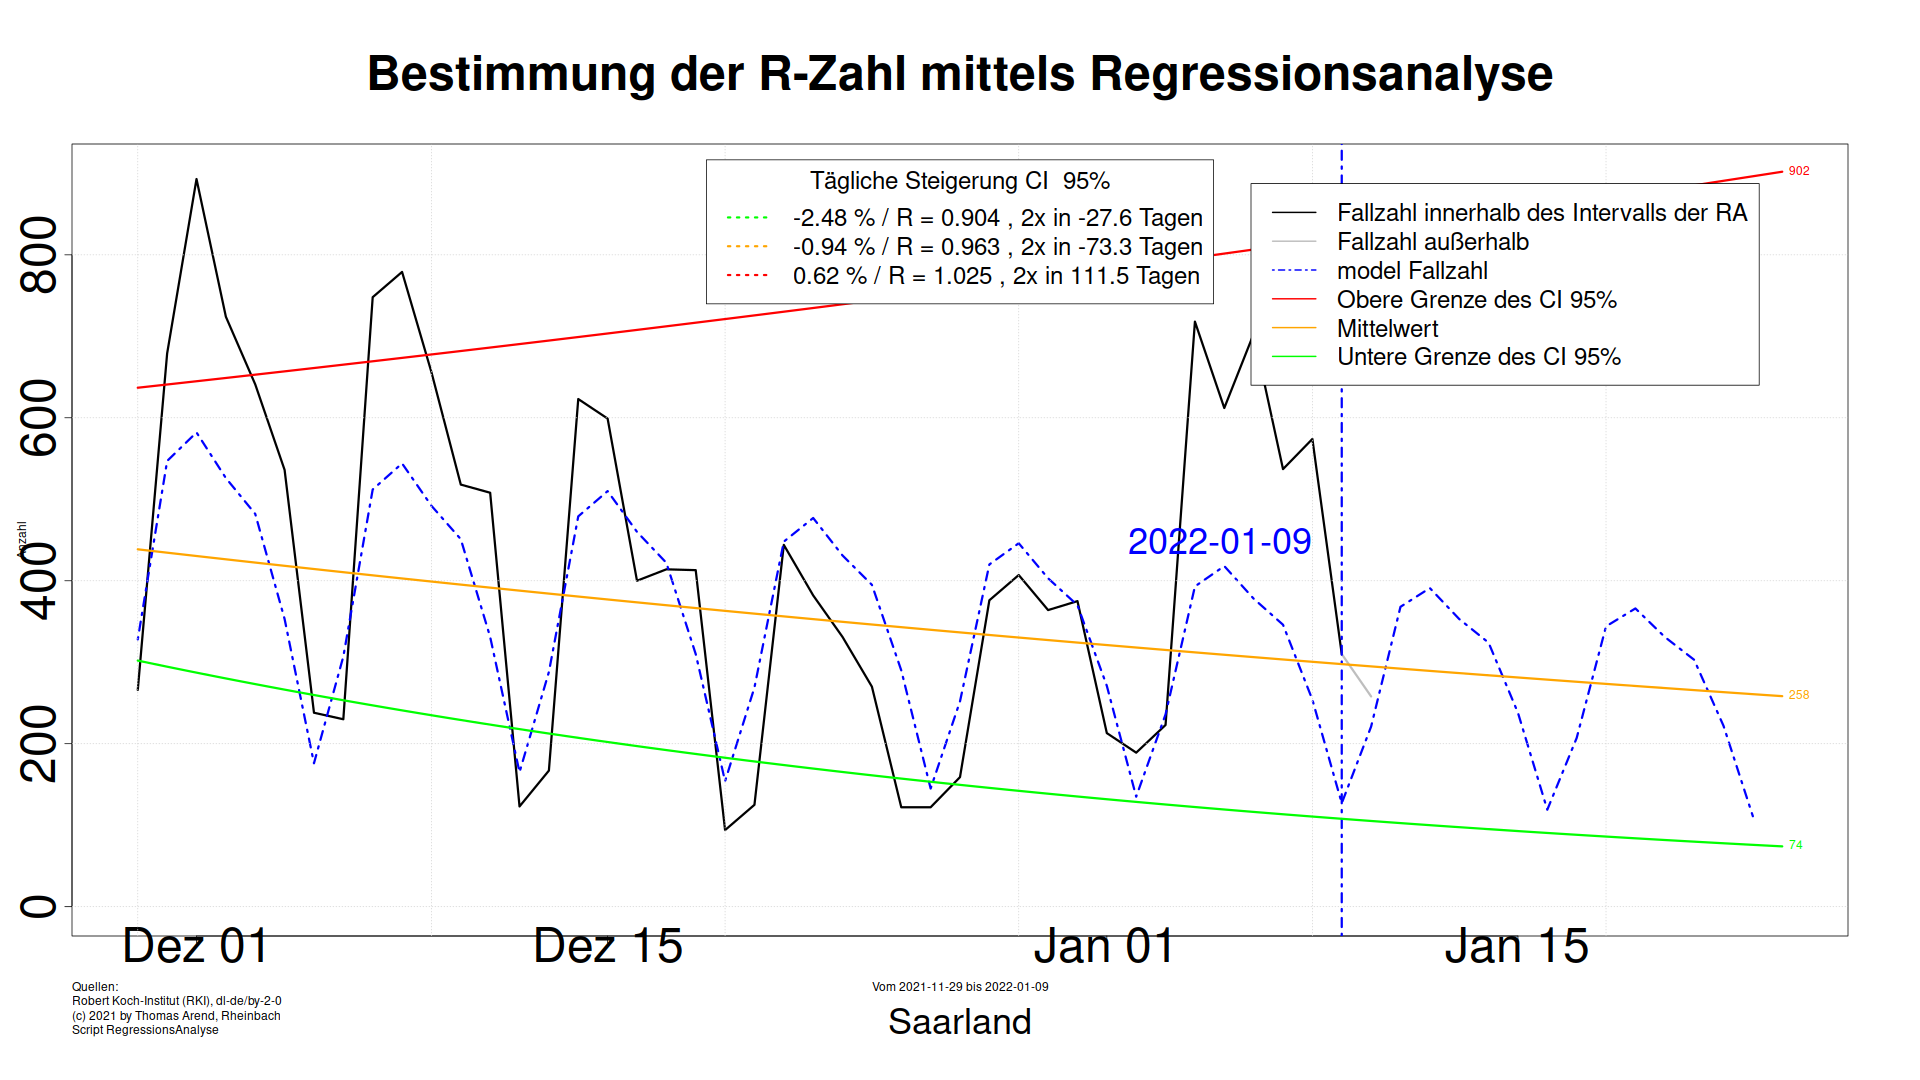 Bestimmung der R-Zahl mittels Regressionsanalyse
Tägliche Steigerung CI 95%
-2.48 % / R = 0.904 , 2x in -27.6 Tagen
-0.94 % / R = 0.963 , 2x in -73.3 Tagen
0.62 % / R = 1.025 , 2x in 111.5 Tagen
902
Fallzahl innerhalb des Intervalls der RA
Fallzahl außerhalb
model Fallzahl
Obere Grenze des CI 95%
Mittelwert
Untere Grenze des CI 95%
800
600
400
200
0
Anzahl
2022-01-09
258
74
Dez 01
Dez 15
Jan 01
Jan 15
Quellen:
Robert Koch-Institut (RKI), dl-de/by-2-0
(c) 2021 by Thomas Arend, Rheinbach
Script RegressionsAnalyse
Vom 2021-11-29 bis 2022-01-09
Saarland